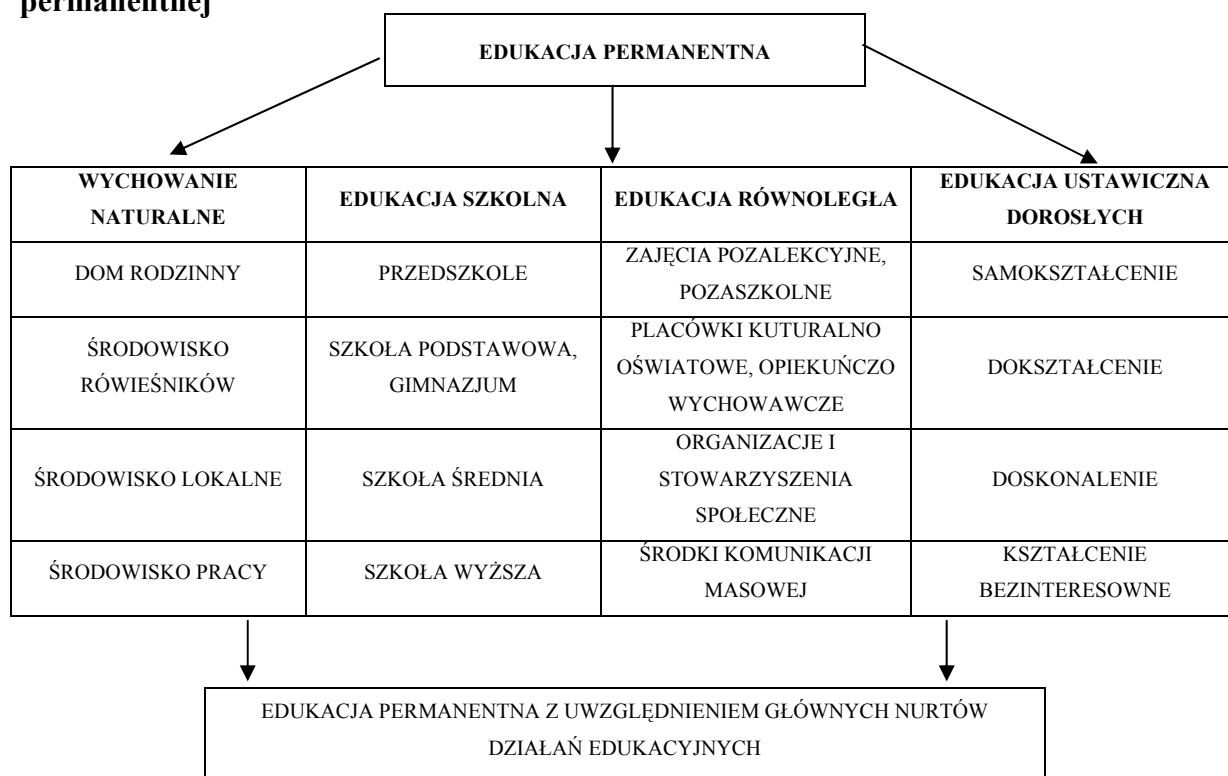 permanentnej
EDUKACJA PERMANENTNA
WYCHOWANIE
NATURALNE
EDUKACJA SZKOLNA
EDUKACJA RÓWNOLEGŁA
EDUKACJA USTAWICZNA
DOROSŁYCH
DOM RODZINNY
PRZEDSZKOLE
ZAJĘCIA POZALEKCYJNE,
POZASZKOLNE
SAMOKSZTAŁCENIE
ŚRODOWISKO
RÓWIEŚNIKÓW
SZKOŁA PODSTAWOWA,
GIMNAZJUM
PLACÓWKI KUTURALNO
OŚWIATOWE, OPIEKUŃCZO
WYCHOWAWCZE
DOKSZTAŁCENIE
ŚRODOWISKO LOKALNE
SZKOŁA ŚREDNIA
ORGANIZACJE I
STOWARZYSZENIA
SPOŁECZNE
DOSKONALENIE
ŚRODOWISKO PRACY
SZKOŁA WYŻSZA
ŚRODKI KOMUNIKACJI
MASOWEJ
KSZTAŁCENIE
BEZINTERESOWNE
EDUKACJA PERMANENTNA Z UWZGLĘDNIENIEM GŁÓWNYCH NURTÓW
DZIAŁAŃ EDUKACYJNYCH